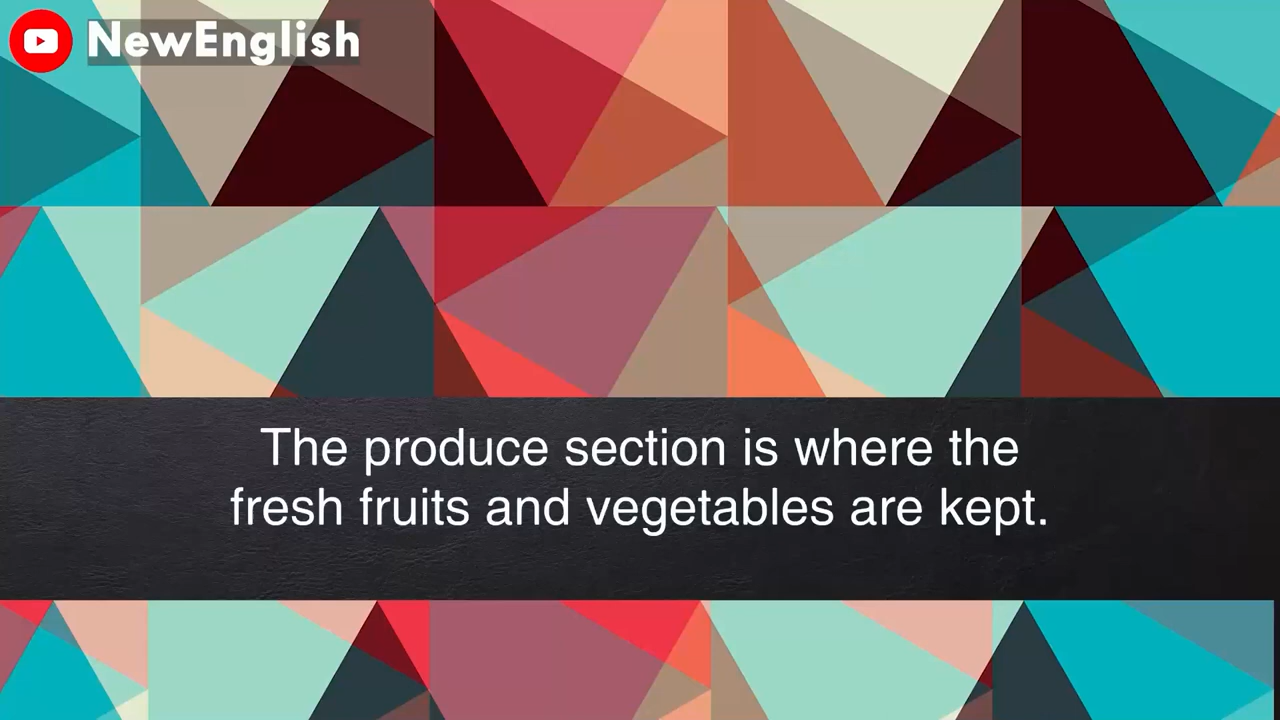 NewEnglish
The produce section is where the
fresh fruits and vegetables are kept.